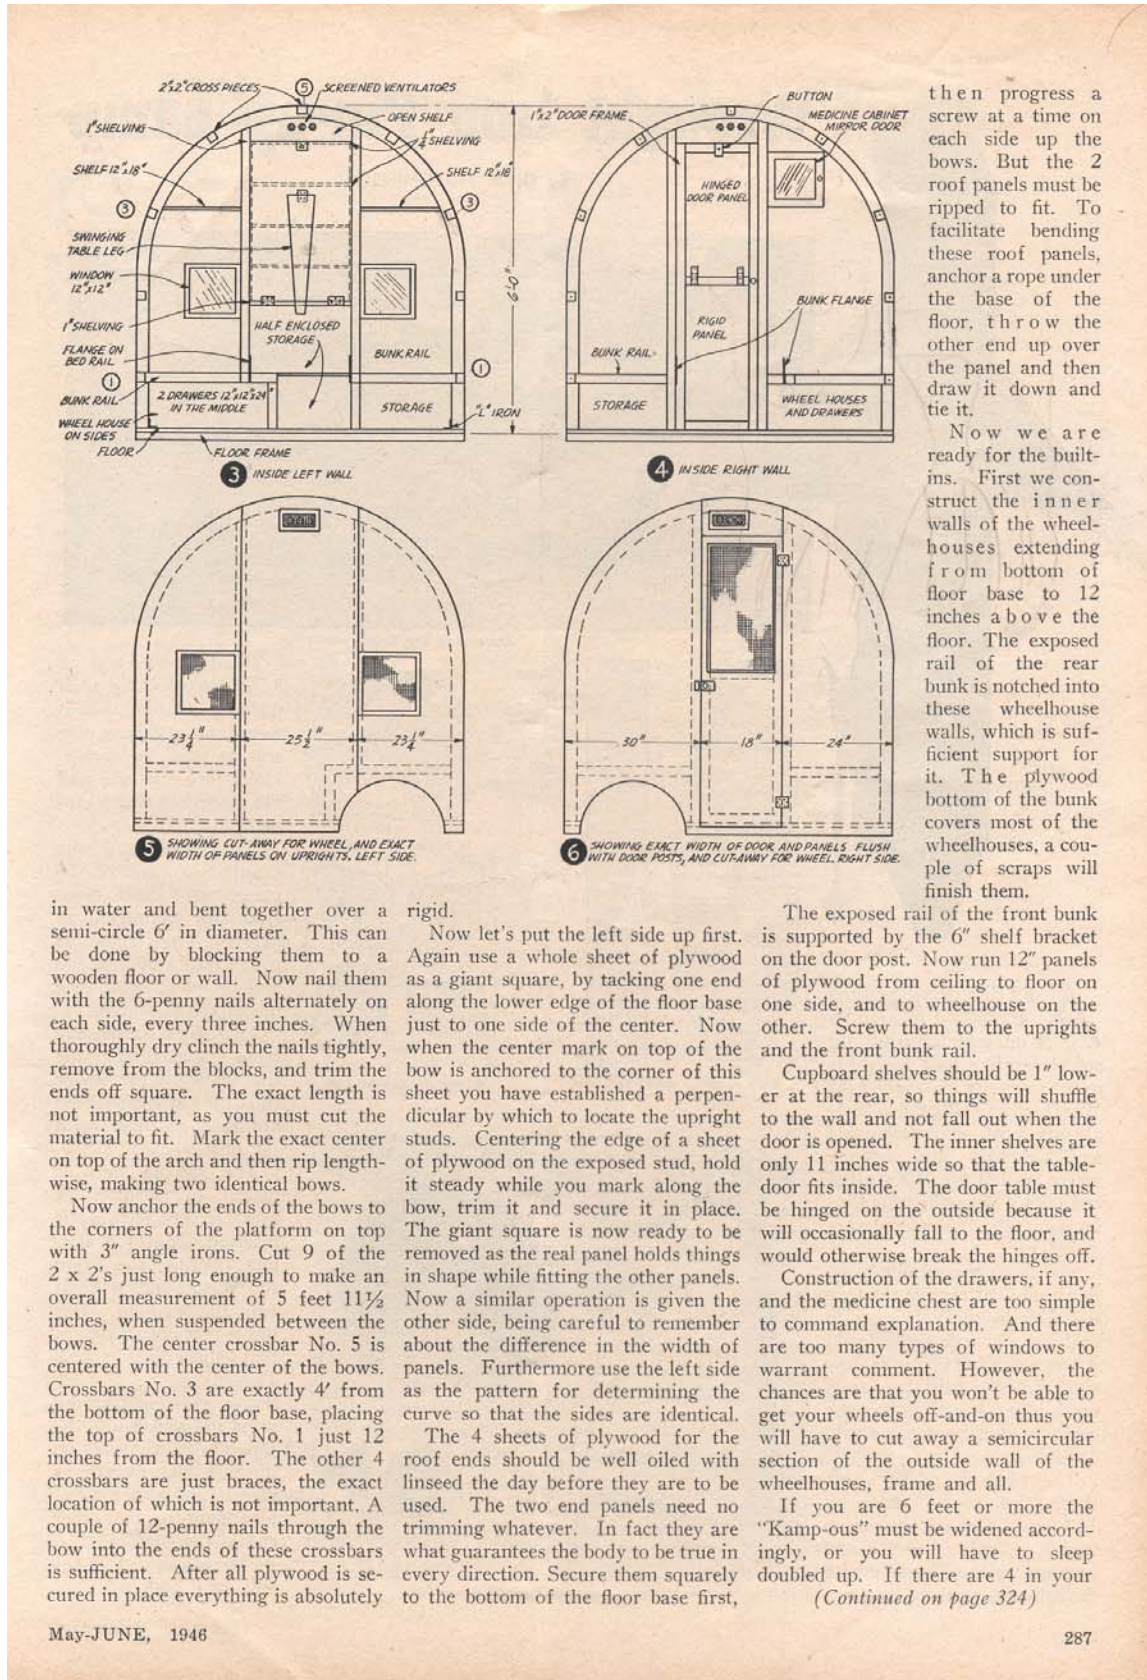 2"x2" CROSS PIECES
5
SCREENED VENTILATORS
1" SHELVING
OPEN SHELF
1/4" SHELVING
SHELF 12"x18"
SHELF 12"x18"
3
3
SWINGING
TABLE LEG
WINDOW
12"x12"
1" SHELVING
HALF ENCLOSED
STORAGE
FLANGE ON
BED RAIL
BUNK RAIL
1
1
BUNK RAIL
2 DRAWERS 12"x12"x24"
IN THE MIDDLE
STORAGE
"L" IRON
WHEEL HOUSE
ON SIDES
FLOOR
FLOOR FRAME
3 INSIDE LEFT WALL
6'0"
1"x2" DOOR FRAME
BUTTON
MEDICINE CABINET
MIRROR DOOR
HINGED
DOOR PANEL
BUNK FLANGE
RIGID
PANEL
BUNK RAIL
STORAGE
WHEEL HOUSES
AND DRAWERS
4 INSIDE RIGHT WALL
23 1/4"
25 1/2"
23 1/4"
5 SHOWING CUT-AWAY FOR WHEEL, AND EXACT
WIDTH OF PANELS ON UPRIGHTS. LEFT SIDE.
30"
18"
24"
6 SHOWING EXACT WIDTH OF DOOR AND PANELS FLUSH
WITH DOOR POSTS, AND CUT-AWAY FOR WHEEL. RIGHT SIDE.
in water and bent together over a
semi-circle 6' in diameter. This can
be done by blocking them to a
wooden floor or wall. Now nail them
with the 6-penny nails alternately on
each side, every three inches. When
thoroughly dry clinch the nails tightly,
remove from the blocks, and trim the
ends off square. The exact length is
not important, as you must cut the
material to fit. Mark the exact center
on top of the arch and then rip length-
wise, making two identical bows.
Now anchor the ends of the bows to
the corners of the platform on top
with 3" angle irons. Cut 9 of the
2 x 2's just long enough to make an
overall measurement of 5 feet 11½
inches, when suspended between the
bows. The center crossbar No. 5 is
centered with the center of the bows.
Crossbars No. 3 are exactly 4' from
the bottom of the floor base, placing
the top of crossbars No. 1 just 12
inches from the floor. The other 4
crossbars are just braces, the exact
location of which is not important. A
couple of 12-penny nails through the
bow into the ends of these crossbars
is sufficient. After all plywood is se-
cured in place everything is absolutely
rigid.
Now let's put the left side up first.
Again use a whole sheet of plywood
as a giant square, by tacking one end
along the lower edge of the floor base
just to one side of the center. Now
when the center mark on top of the
bow is anchored to the corner of this
sheet you have established a perpen-
dicular by which to locate the upright
studs. Centering the edge of a sheet
of plywood on the exposed stud, hold
it steady while you mark along the
bow, trim it and secure it in place.
The giant square is now ready to be
removed as the real panel holds things
in shape while fitting the other panels.
Now a similar operation is given the
other side, being careful to remember
about the difference in the width of
panels. Furthermore use the left side
as the pattern for determining the
curve so that the sides are identical.
The 4 sheets of plywood for the
roof ends should be well oiled with
linseed the day before they are to be
used. The two end panels need no
trimming whatever. In fact they are
what guarantees the body to be true in
every direction. Secure them squarely
to the bottom of the floor base first,
then progress a
screw at a time on
each side up the
bows. But the 2
roof panels must be
ripped to fit. To
facilitate bending
these roof panels,
anchor a rope under
the base of the
floor, throw the
other end up over
the panel and then
draw it down and
tie it.
Now we are
ready for the built-
ins. First we con-
struct the inner
walls of the wheel-
houses extending
from bottom of
floor base to 12
inches above the
floor. The exposed
rail of the rear
bunk is notched into
these wheelhouse
walls, which is suf-
ficient support for
it. The plywood
bottom of the bunk
covers most of the
wheelhouses, a cou-
ple of scraps will
finish them.
The exposed rail of the front bunk
is supported by the 6" shelf bracket
on the door post. Now run 12" panels
of plywood from ceiling to floor on
one side, and to wheelhouse on the
other. Screw them to the uprights
and the front bunk rail.
Cupboard shelves should be 1" low-
er at the rear, so things will shuffle
to the wall and not fall out when the
door is opened. The inner shelves are
only 11 inches wide so that the table-
door fits inside. The door table must
be hinged on the outside because it
will occasionally fall to the floor, and
would otherwise break the hinges off.
Construction of the drawers, if any,
and the medicine chest are too simple
to command explanation. And there
are too many types of windows to
warrant comment. However, the
chances are that you won't be able to
get your wheels off-and-on thus you
will have to cut away a semicircular
section of the outside wall of the
wheelhouses, frame and all.
If you are 6 feet or more the
"Kamp-ous" must be widened accord-
ingly, or you will have to sleep
doubled up. If there are 4 in your
(Continued on page 324)
May-JUNE, 1946
287